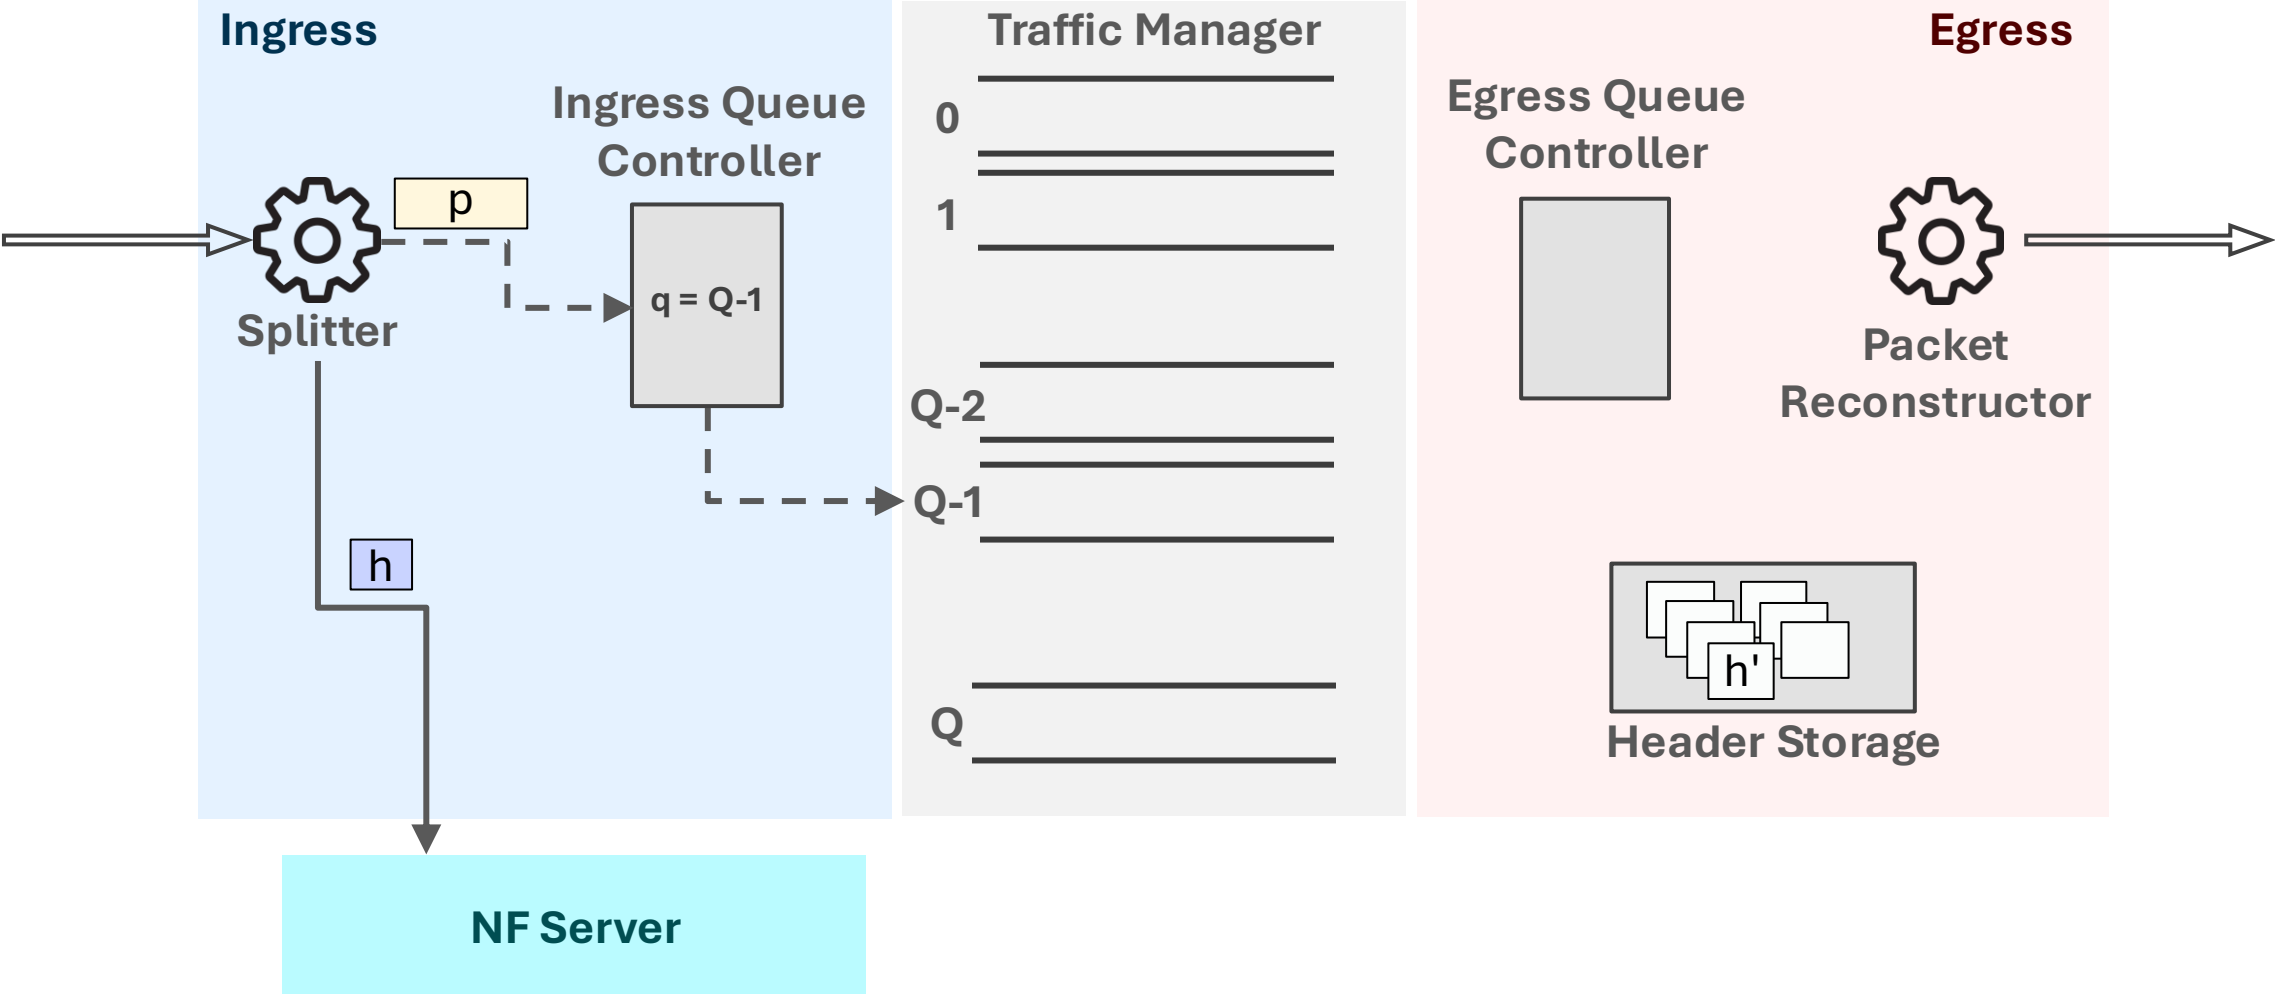 Ingress
Traffic Manager
Egress
Ingress Queue
Controller
Egress Queue
Controller
0
p
1
q = Q-1
Splitter
Packet
Reconstructor
Q-2
Q-1
h
h'
Q
Header Storage
NF Server